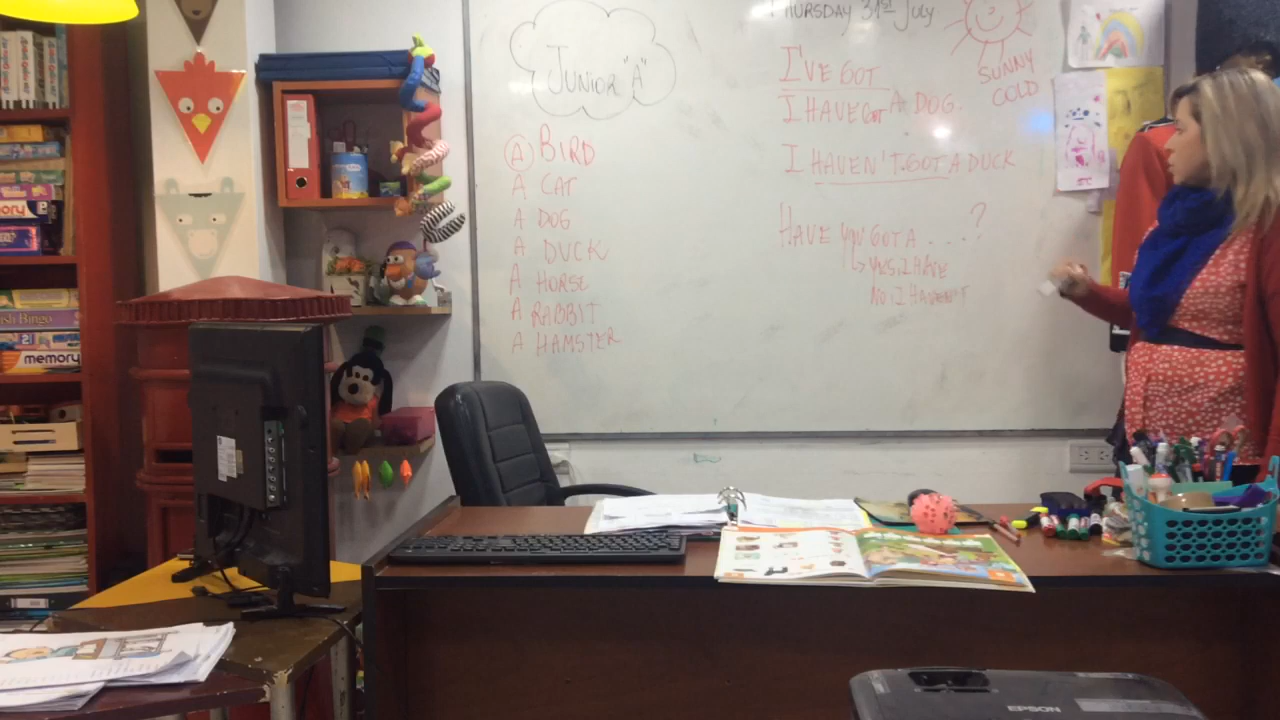 JUNIOR "A"
A BIRD
A CAT
A DOG
A DUCK
A HORSE
A RABBIT
A HAMSTER
THURSDAY 31ST JULY
SUNNY
COLD
I'VE GOT
I HAVE GOT A DOG.
I HAVEN'T GOT A DUCK
HAVE YOU GOT A ....?
YES, I HAVE
NO, I HAVEN'T
Bingo
memory
EPSON